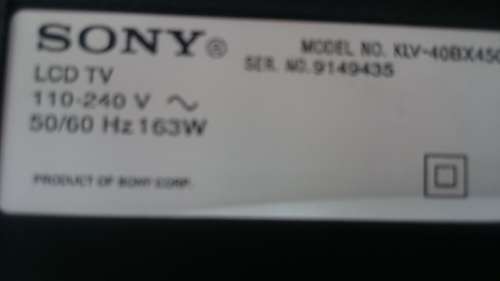 SONY®
MODEL NO. KLV-40BX450
SER. NO.9149435
LCD TV
110-240 V ~
50/60 Hz 163W
PRODUCT OF SONY CORP.